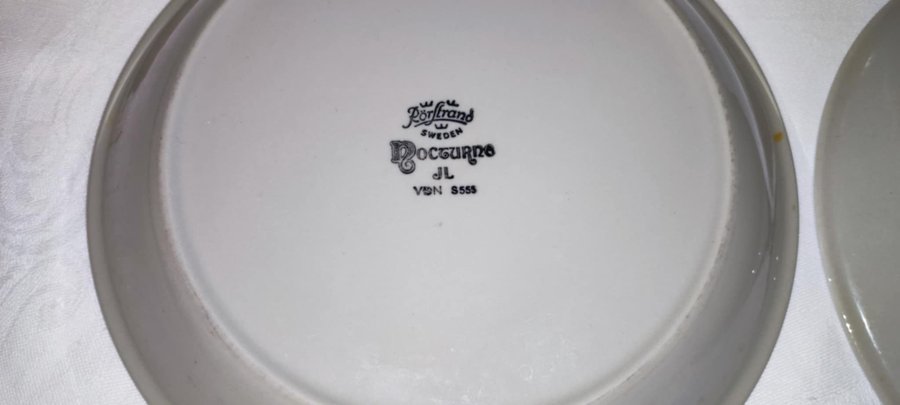 Rörstrand
SWEDEN
NOCTURNE
JL
VDN S555